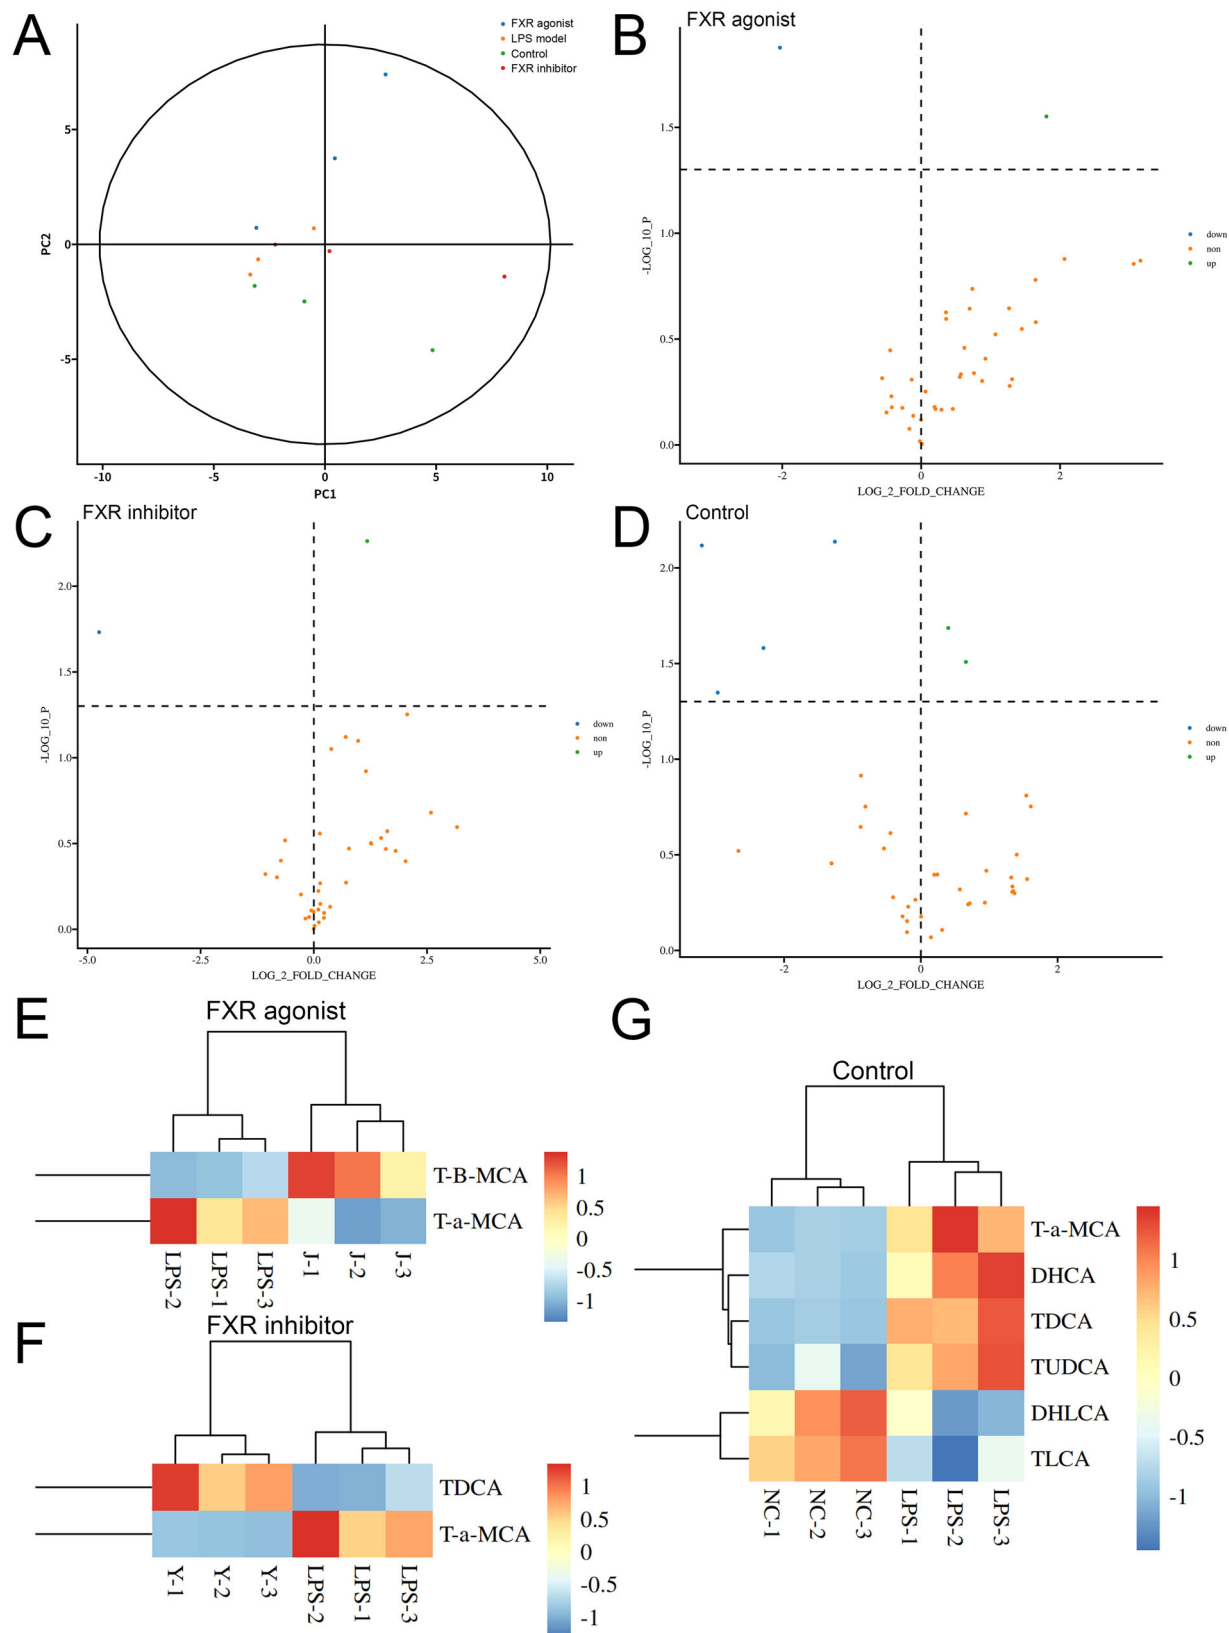 A
FXR agonist
LPS model
Control
FXR inhibitor
5
0
-5
PC2
-10
-5
0
5
10
PC1
B
FXR agonist
1.5
1.0
0.5
0.0
-LOG_10_P
-2
0
2
LOG_2_FOLD_CHANGE
down
non
up
C
FXR inhibitor
2.0
1.5
1.0
0.5
0.0
-LOG_10_P
-5.0
-2.5
0.0
2.5
5.0
LOG_2_FOLD_CHANGE
down
non
up
D
Control
2.0
1.5
1.0
0.5
0.0
-LOG_10_P
-2
0
2
LOG_2_FOLD_CHANGE
down
non
up
E
FXR agonist
T-B-MCA
T-a-MCA
LPS-2
LPS-1
LPS-3
J-1
J-2
J-3
1
0.5
0
-0.5
-1
F
FXR inhibitor
TDCA
T-a-MCA
Y-1
Y-2
Y-3
LPS-2
LPS-1
LPS-3
1
0.5
0
-0.5
-1
G
Control
T-a-MCA
DHCA
TDCA
TUDCA
DHLCA
TLCA
NC-1
NC-2
NC-3
LPS-1
LPS-2
LPS-3
1
0.5
0
-0.5
-1